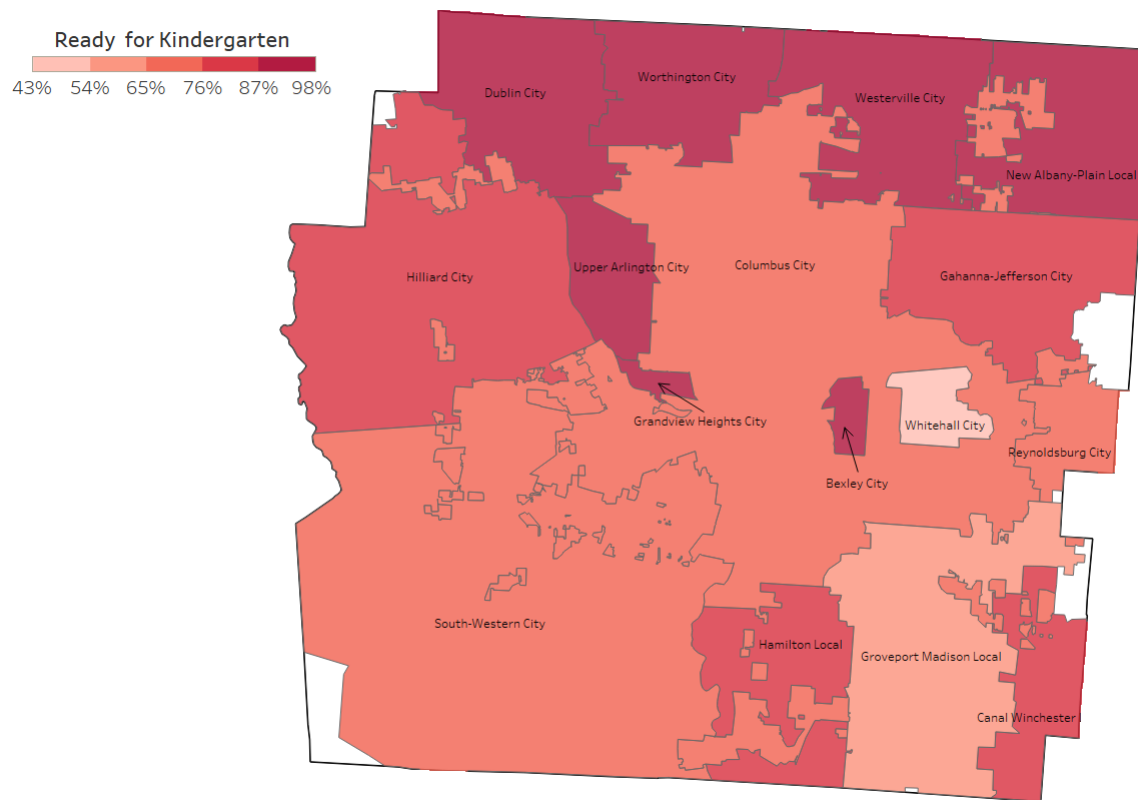 Ready for Kindergarten
43% 54% 65% 76% 87% 98%
Dublin City
Worthington City
Westerville City
New Albany-Plain Local
Hilliard City
Upper Arlington City
Columbus City
Gahanna-Jefferson City
Grandview Heights City
Whitehall City
Reynoldsburg City
Bexley City
South-Western City
Hamilton Local
Groveport Madison Local
Canal Winchester